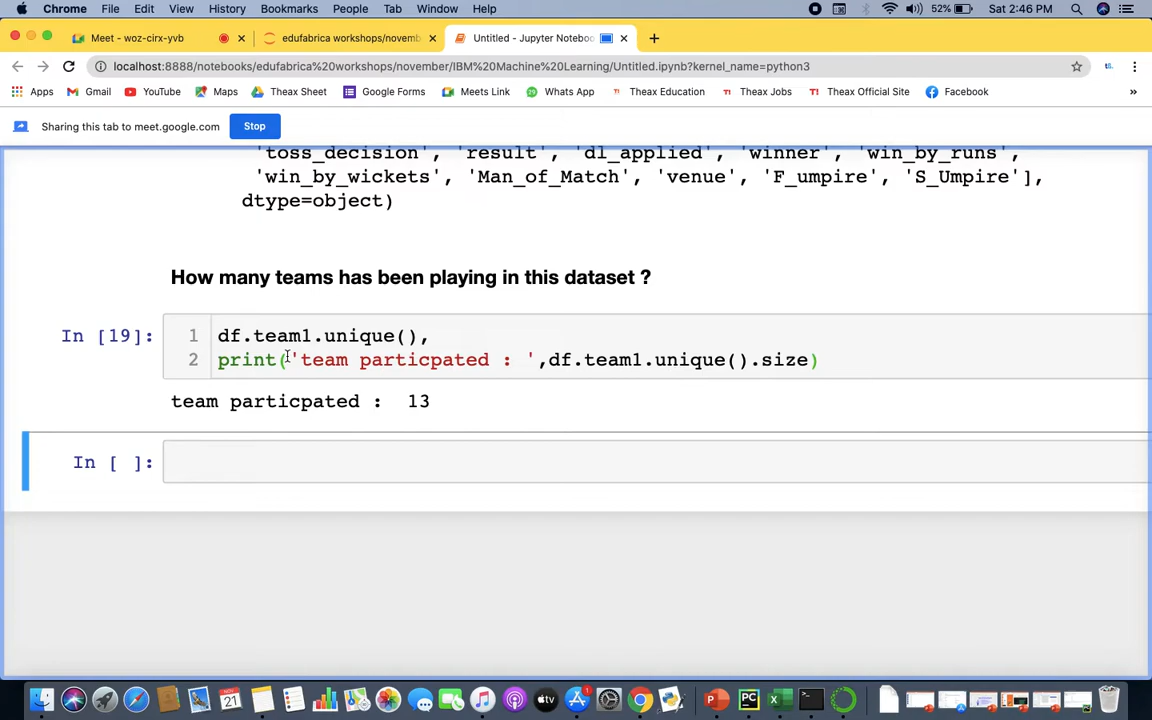 Chrome File Edit View History Bookmarks People Tab Window Help 52% Sat 2:46 PM
Meet - woz-cirx-yvb edufabrica workshops/novemb Untitled - Jupyter Noteboo
localhost:8888/notebooks/edufabrica%20workshops/november/IBM%20Machine%20Learning/Untitled.ipynb?kernel_name=python3
Apps Gmail YouTube Maps Theax Sheet Google Forms Meets Link Whats App Theax Education Theax Jobs Theax Official Site Facebook »
Sharing this tab to meet.google.com Stop
'toss_decision', 'result', 'dl_applied', 'winner', 'win_by_runs',
'win_by_wickets', 'Man_of_Match', 'venue', 'F_umpire', 'S_Umpire'],
dtype=object)
How many teams has been playing in this dataset ?
In [19]: 1 df.team1.unique(),
2 print('team particpated : ',df.team1.unique().size)
team particpated : 13
In [ ]: